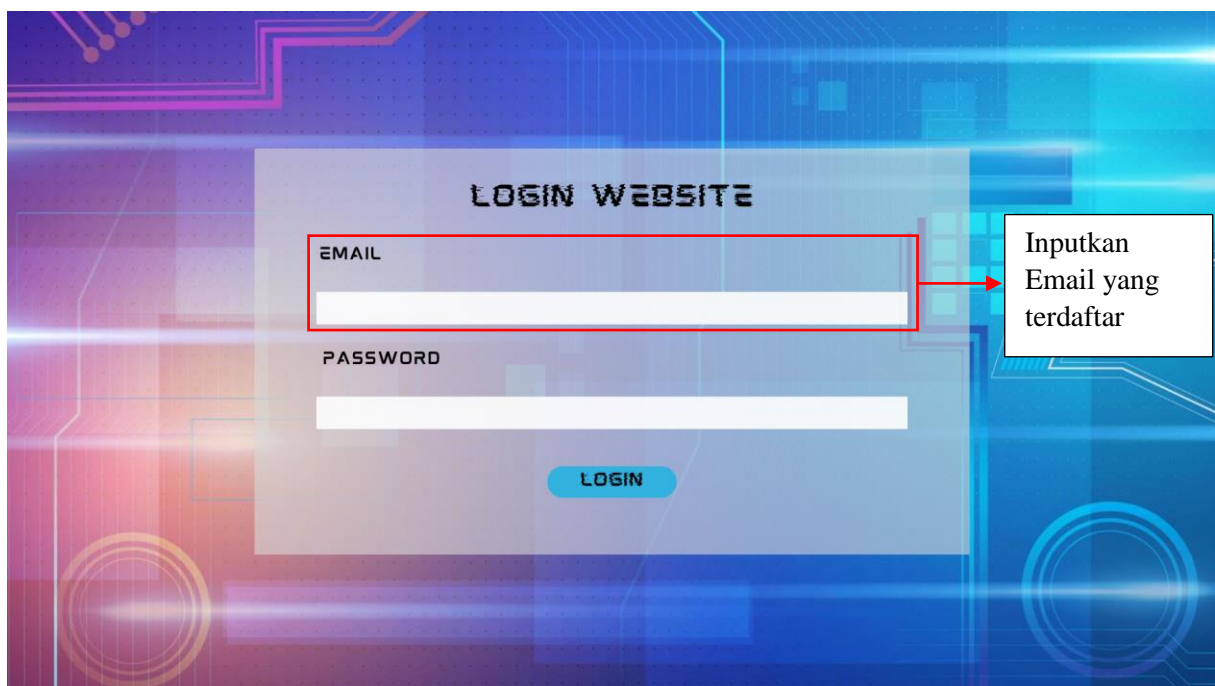 LOGIN WEBSITE
EMAIL
Inputkan
Email yang
terdaftar
PASSWORD
LOGIN